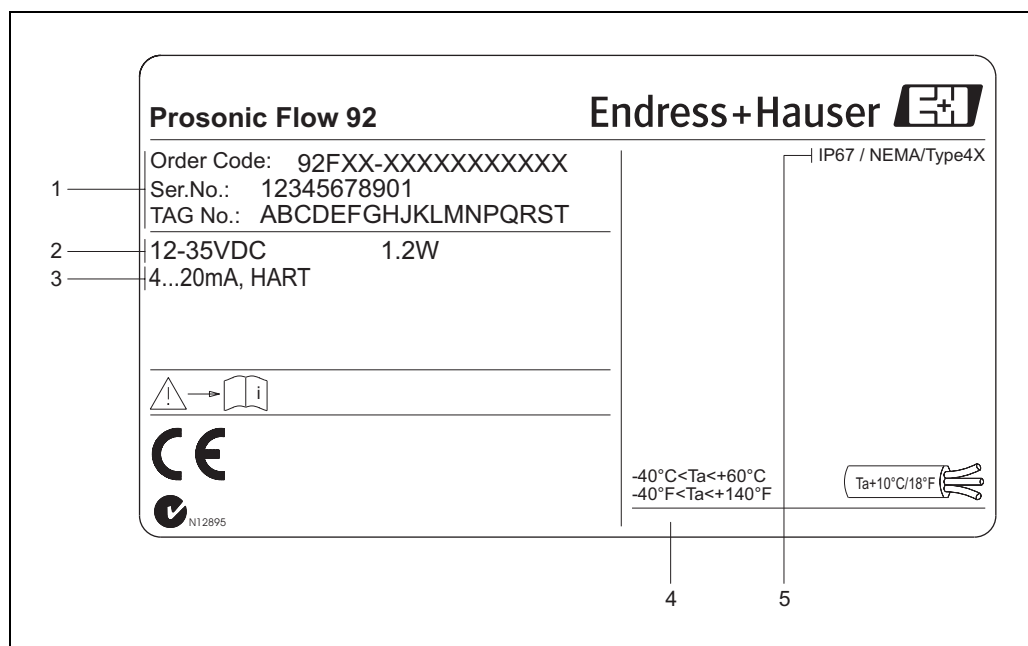 Prosonic Flow 92
Endress+Hauser EH
Order Code: 92FXX-XXXXXXXXXXX
Ser.No.: 12345678901
TAG No.: ABCDEFGHJKLMNPQRST
12-35VDC 1.2W
4...20mA, HART
i
CE
N12895
IP67 / NEMA/Type4X
-40°C<Ta<+60°C
-40°F<Ta<+140°F
Ta+10°C/18°F
1
2
3
4
5